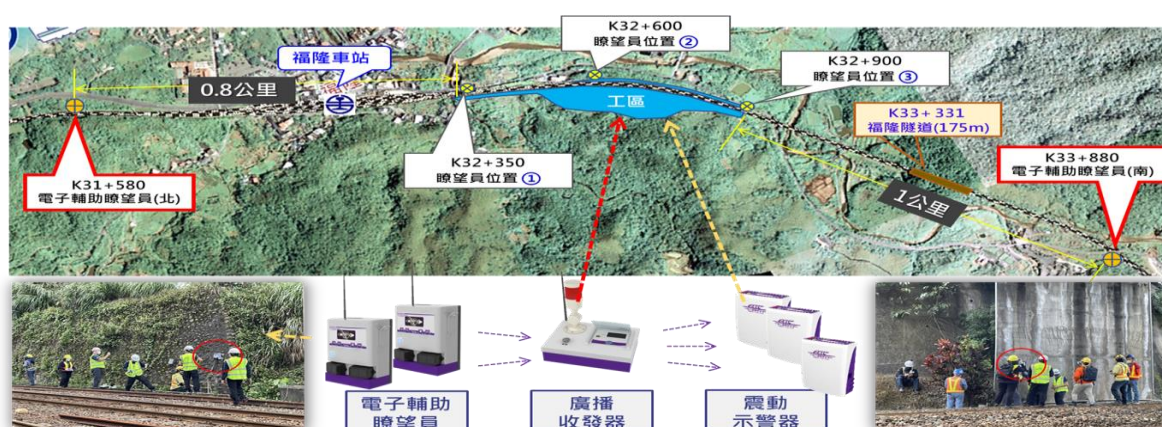 K32+600
瞭望員位置②
福隆車站
K32+900
瞭望員位置③
0.8公里
工區
K33+331
福隆隧道(175m)
K32+350
瞭望員位置①
K31+580
電子輔助瞭望員(北)
K33+880
電子輔助瞭望員(南)
1公里
電子輔助
瞭望員
廣播
收發器
震動
示警器